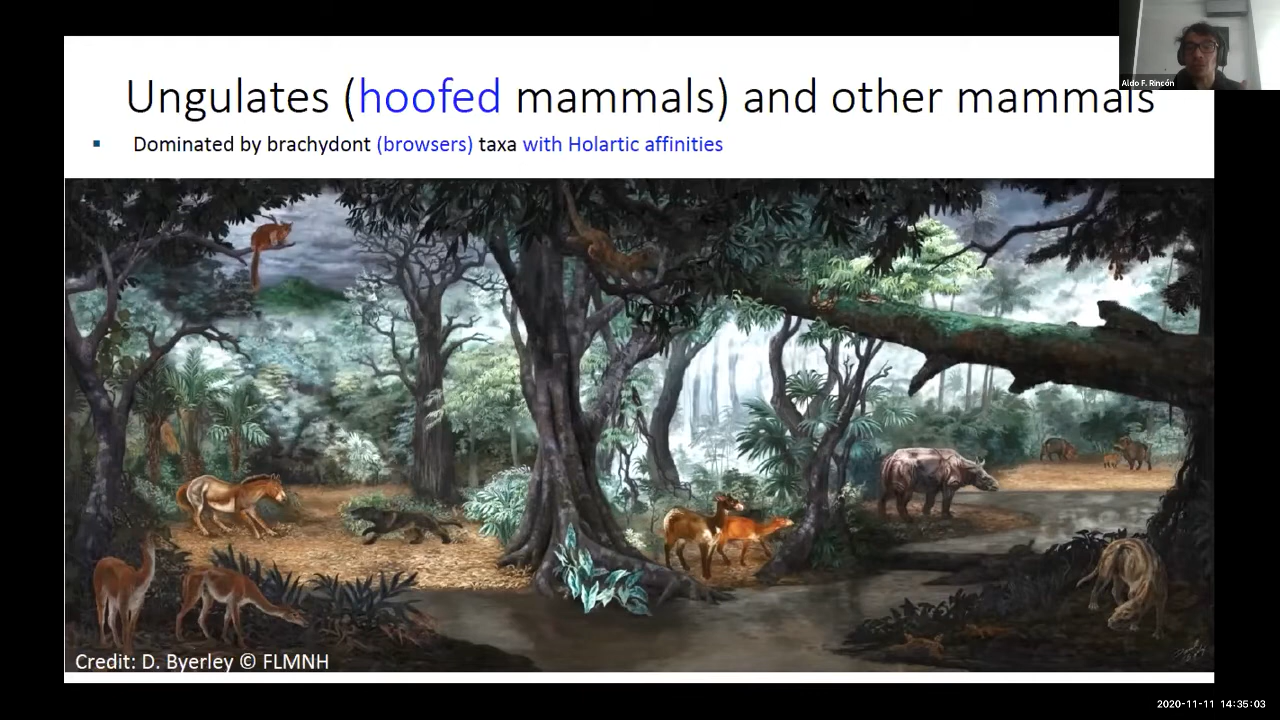 Aldo F. Rincón
Ungulates (hoofed mammals) and other mammals
Dominated by brachydont (browsers) taxa with Holartic affinities
Credit: D. Byerley © FLMNH
2020-11-11 14:35:03